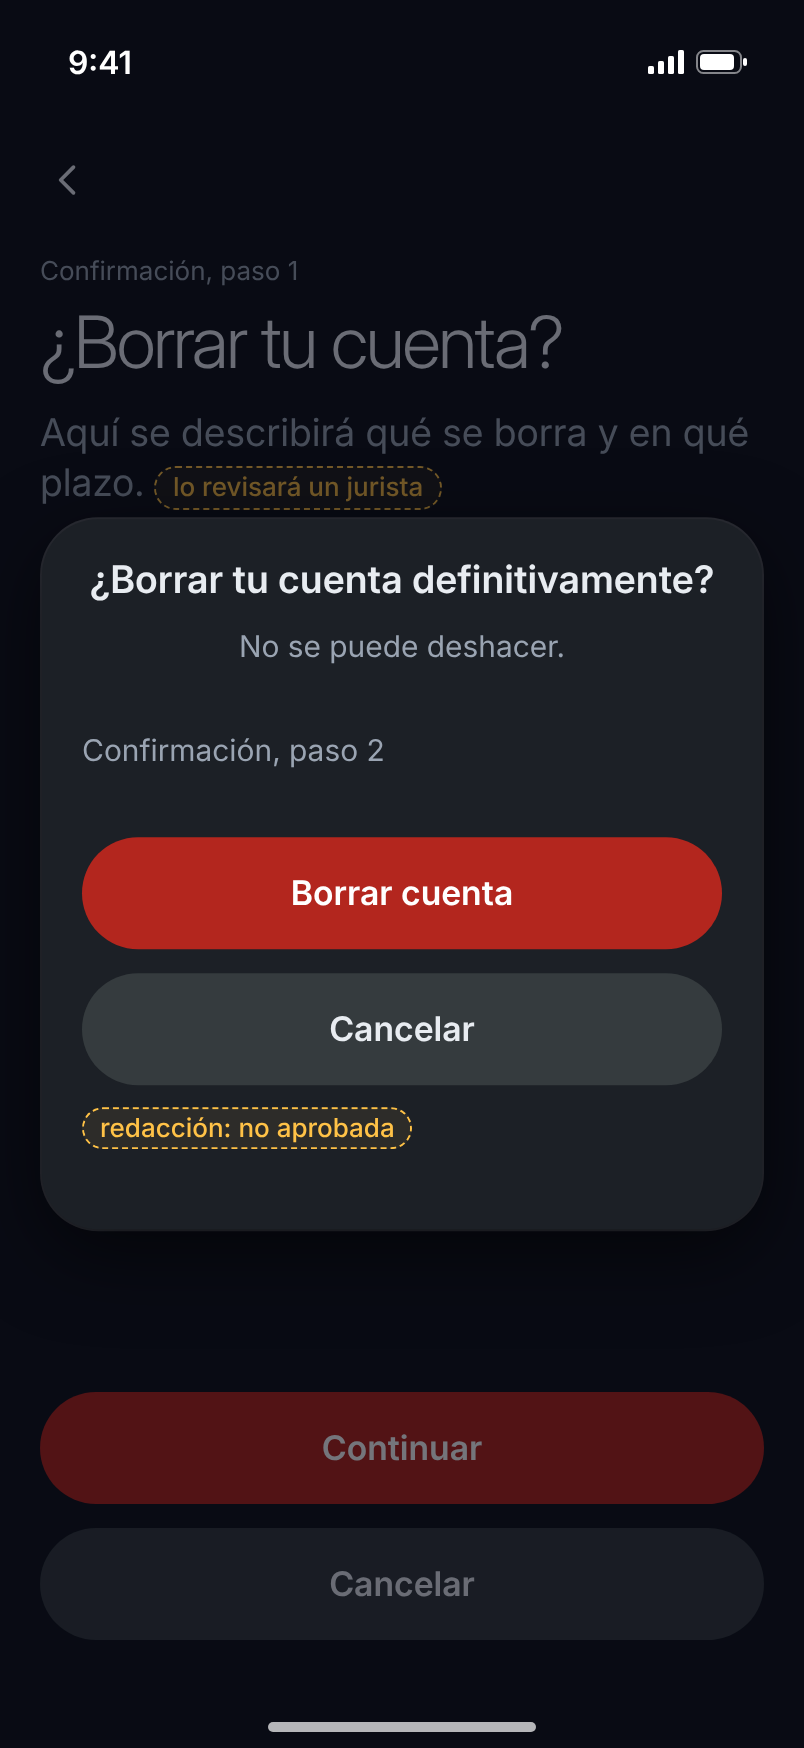 9:41
Confirmación, paso 1
¿Borrar tu cuenta?
Aquí se describirá qué se borra y en qué
plazo. lo revisará un jurista
¿Borrar tu cuenta definitivamente?
No se puede deshacer.
Confirmación, paso 2
Borrar cuenta
Cancelar
redacción: no aprobada
Continuar
Cancelar